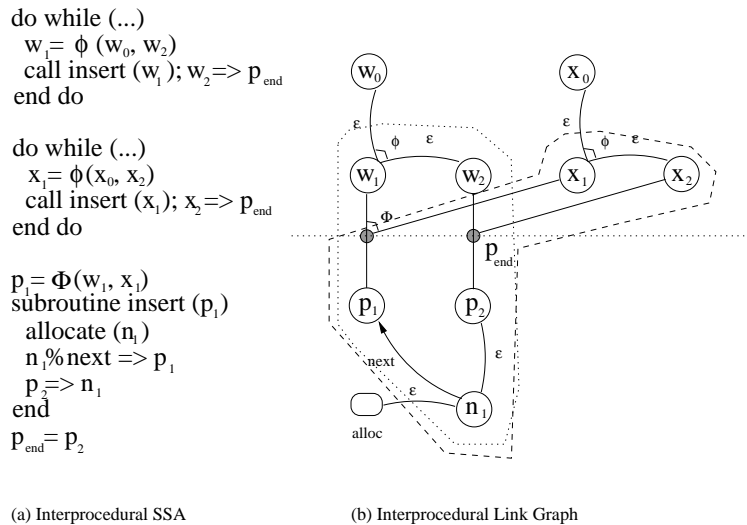 do while (...)
w₁= ϕ (w₀, w₂)
call insert (w₁); w₂=> p_end
end do
do while (...)
x₁= ϕ(x₀, x₂)
call insert (x₁); x₂=> p_end
end do
p₁= Φ(w₁, x₁)
subroutine insert (p₁)
allocate (n₁)
n₁%next => p₁
p₂=> n₁
end
p_end= p₂
(a) Interprocedural SSA
w₀
x₀
ε
ϕ
ε
ε
ϕ
ε
w₁
w₂
x₁
x₂
Φ
p_end
p₁
p₂
next
ε
ε
alloc
n₁
(b) Interprocedural Link Graph